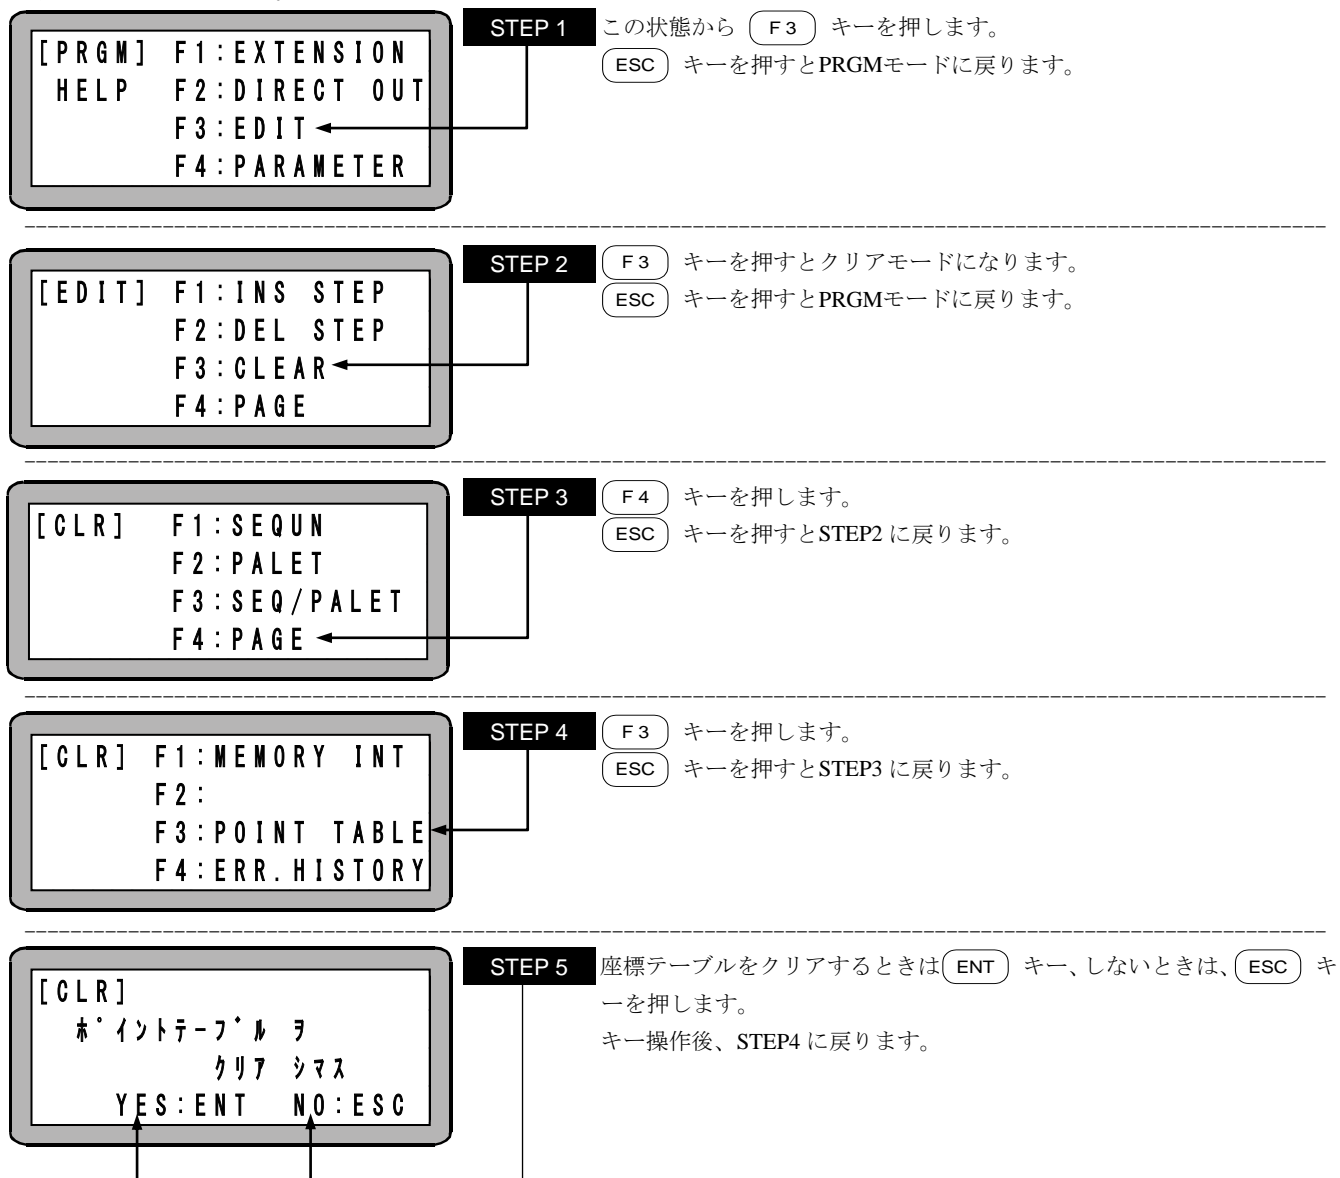 [PRGM] F1:EXTENSION
HELP F2:DIRECT OUT
F3:EDIT
F4:PARAMETER
STEP 1
この状態から F3 キーを押します。
ESC キーを押すとPRGMモードに戻ります。
[EDIT] F1:INS STEP
F2:DEL STEP
F3:CLEAR
F4:PAGE
STEP 2
F3 キーを押すとクリアモードになります。
ESC キーを押すとPRGMモードに戻ります。
[CLR] F1:SEQUN
F2:PALET
F3:SEQ/PALET
F4:PAGE
STEP 3
F4 キーを押します。
ESC キーを押すとSTEP2 に戻ります。
[CLR] F1:MEMORY INT
F2:
F3:POINT TABLE
F4:ERR.HISTORY
STEP 4
F3 キーを押します。
ESC キーを押すとSTEP3 に戻ります。
[CLR]
ホ゜イントテーフ゛ル ヲ
クリア シマス
YES:ENT NO:ESC
STEP 5
座標テーブルをクリアするときは ENT キー、しないときは、 ESC キ
ーを押します。
キー操作後、STEP4 に戻ります。